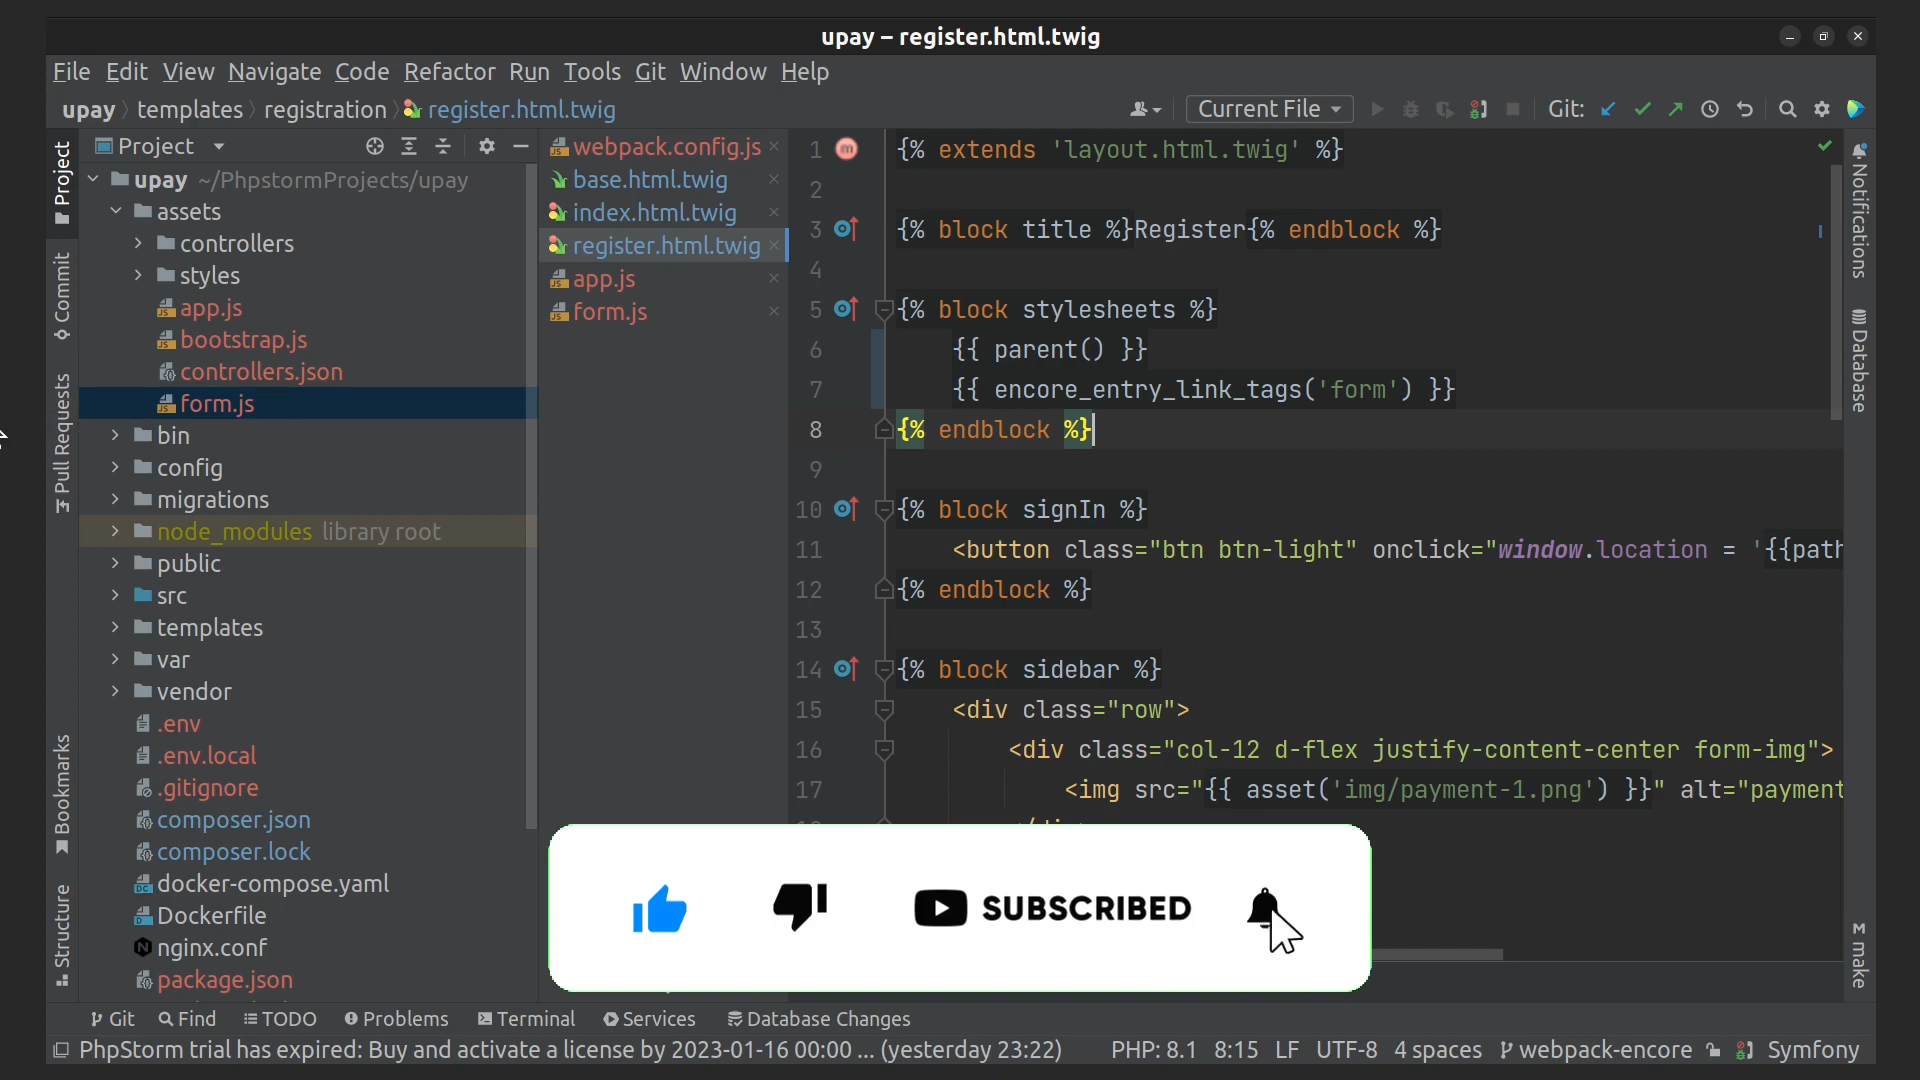 upay – register.html.twig
File Edit View Navigate Code Refactor Run Tools Git Window Help
upay templates registration register.html.twig
Current File
Git:
Project
upay ~/PhpstormProjects/upay
assets
controllers
styles
app.js
bootstrap.js
controllers.json
form.js
bin
config
migrations
node_modules library root
public
src
templates
var
vendor
.env
.env.local
.gitignore
composer.json
composer.lock
docker-compose.yaml
Dockerfile
nginx.conf
package.json
Project
Commit
Pull Requests
Bookmarks
Structure
webpack.config.js
base.html.twig
index.html.twig
register.html.twig
app.js
form.js
1 {% extends 'layout.html.twig' %}
2
3 {% block title %}Register{% endblock %}
4
5 {% block stylesheets %}
6 {{ parent() }}
7 {{ encore_entry_link_tags('form') }}
8 {% endblock %}
9
10 {% block signIn %}
11 <button class="btn btn-light" onclick="window.location = '{{path
12 {% endblock %}
13
14 {% block sidebar %}
15 <div class="row">
16 <div class="col-12 d-flex justify-content-center form-img">
17 <img src="{{ asset('img/payment-1.png') }}" alt="payment
Notifications
Database
make
SUBSCRIBED
Git Find TODO Problems Terminal Services Database Changes
PhpStorm trial has expired: Buy and activate a license by 2023-01-16 00:00 ... (yesterday 23:22) PHP: 8.1 8:15 LF UTF-8 4 spaces webpack-encore Symfony